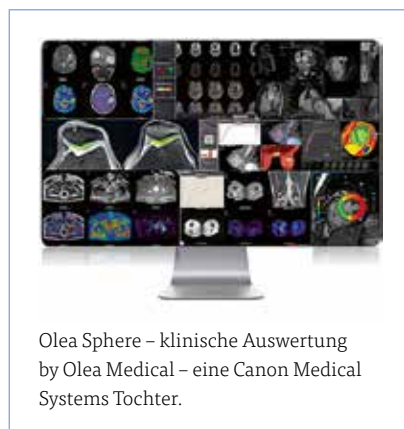 Olea Sphere – klinische Auswertung
by Olea Medical – eine Canon Medical
Systems Tochter.